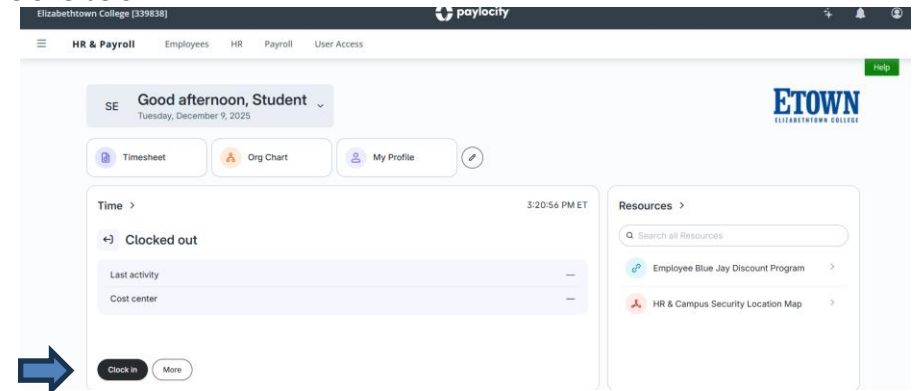 Elizabethtown College [339838]
paylocity
HR & Payroll Employees HR Payroll User Access
Help
SE Good afternoon, Student
Tuesday, December 9, 2025
ETOWN
ELIZABETHTOWN COLLEGE
Timesheet Org Chart My Profile
Time > 3:20:56 PM ET
Clocked out
Last activity —
Cost center —
Clock in More
Resources >
Search all Resources
Employee Blue Jay Discount Program >
HR & Campus Security Location Map >